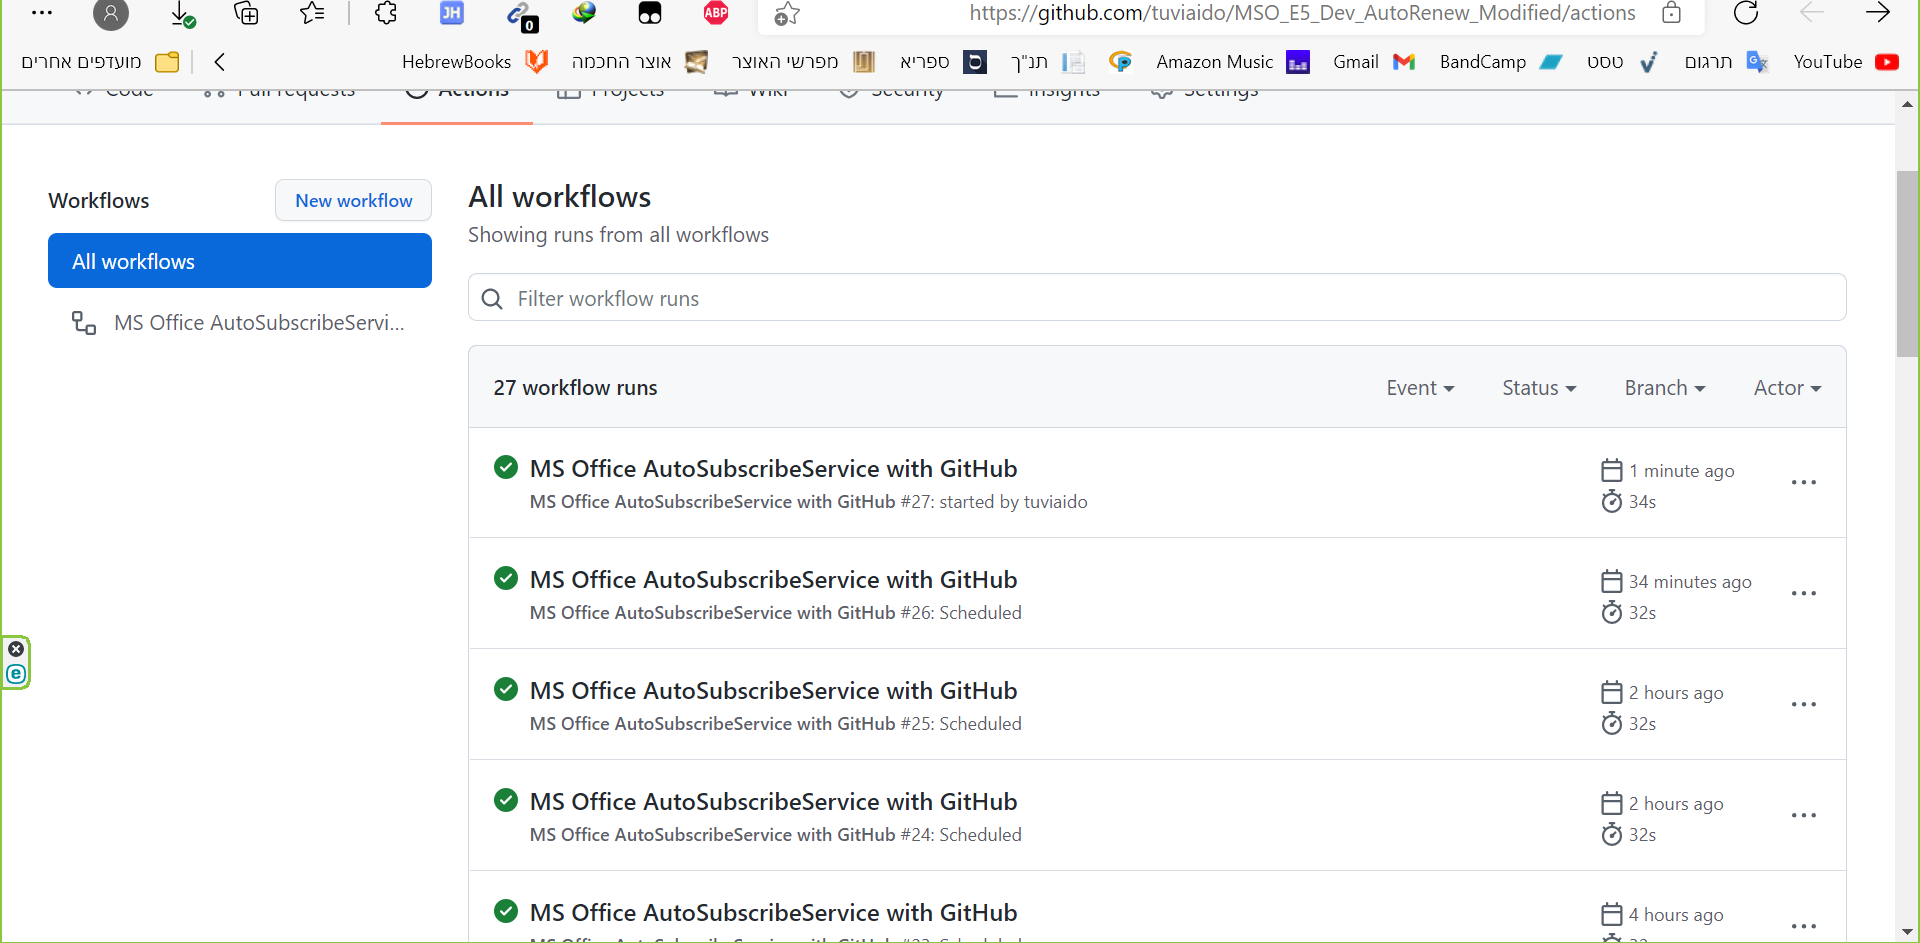 https://github.com/tuviaido/MSO_E5_Dev_AutoRenew_Modified/actions
JH
0
ABP
מועדפים אחרים
HebrewBooks
אוצר החכמה
מפרשי האוצר
ספריא
תנ"ך
Amazon Music
Gmail
BandCamp
טסט
תרגום
YouTube
Code
Pull requests
Actions
Projects
Wiki
Security
Insights
Settings
Workflows
New workflow
All workflows
MS Office AutoSubscribeServi...
All workflows
Showing runs from all workflows
Filter workflow runs
27 workflow runs
Event
Status
Branch
Actor
MS Office AutoSubscribeService with GitHub
MS Office AutoSubscribeService with GitHub #27: started by tuviaido
1 minute ago
34s
MS Office AutoSubscribeService with GitHub
MS Office AutoSubscribeService with GitHub #26: Scheduled
34 minutes ago
32s
MS Office AutoSubscribeService with GitHub
MS Office AutoSubscribeService with GitHub #25: Scheduled
2 hours ago
32s
MS Office AutoSubscribeService with GitHub
MS Office AutoSubscribeService with GitHub #24: Scheduled
2 hours ago
32s
MS Office AutoSubscribeService with GitHub
4 hours ago